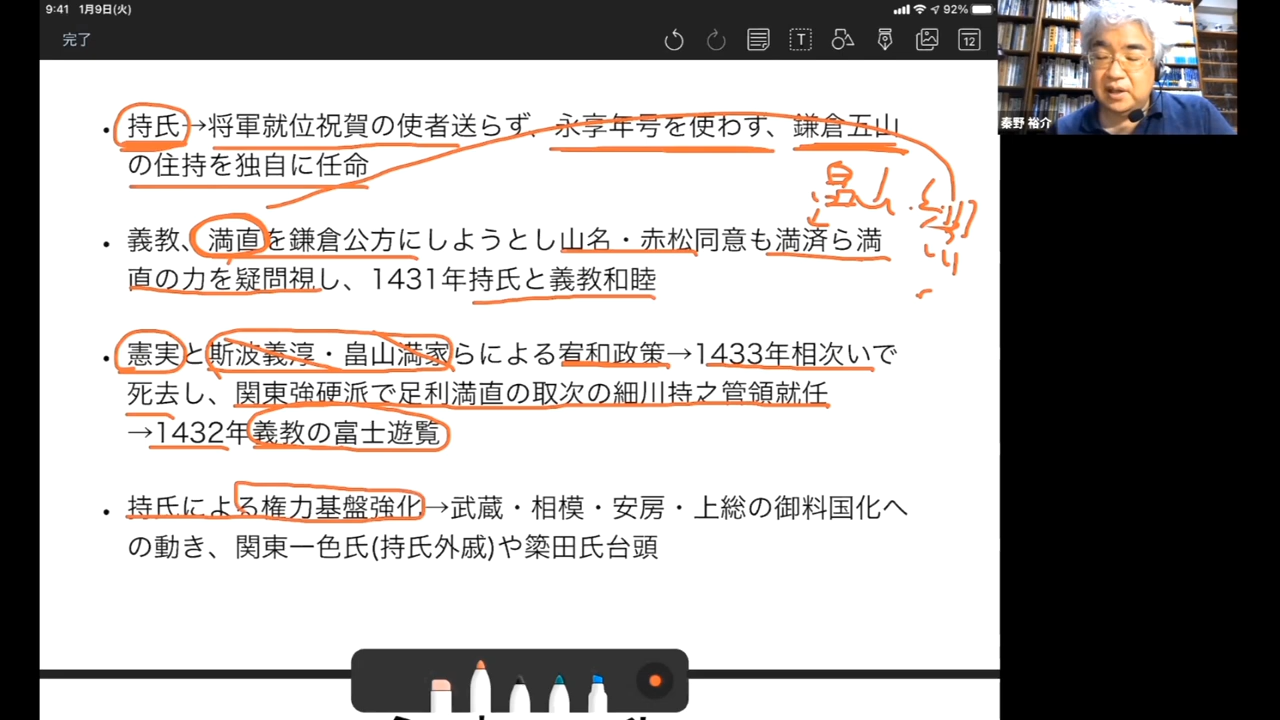 9:41 1月9日(火)
92%
完了
T
12
秦野 裕介
• 持氏→将軍就位祝賀の使者送らず、永享年号を使わず、鎌倉五山
の住持を独自に任命
畠山
• 義教、満直を鎌倉公方にしようとし山名・赤松同意も満済ら満
直の力を疑問視し、1431年持氏と義教和睦
• 憲実と斯波義淳・畠山満家らによる宥和政策→1433年相次いで
死去し、関東強硬派で足利満直の取次の細川持之管領就任
→1432年義教の富士遊覧
• 持氏による権力基盤強化→武蔵・相模・安房・上総の御料国化へ
の動き、関東一色氏(持氏外戚)や簗田氏台頭